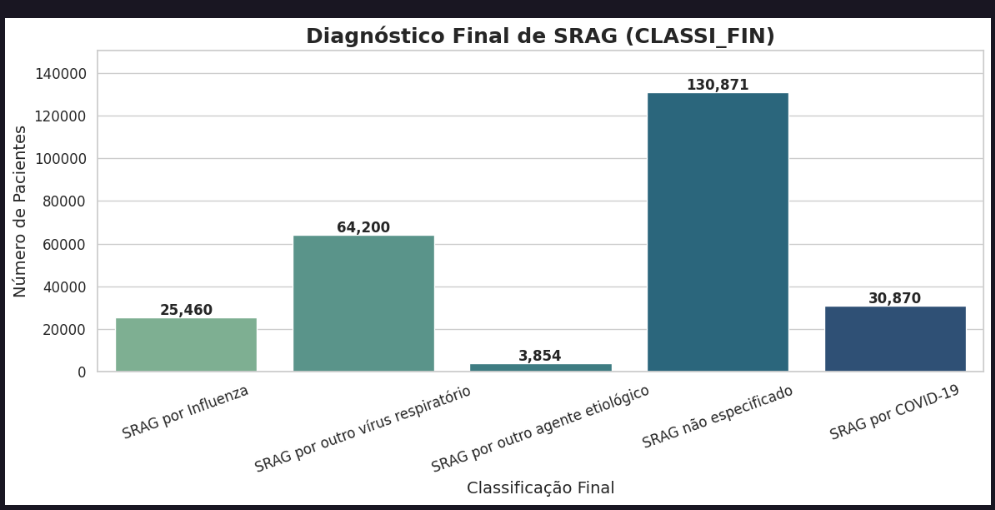 Diagnóstico Final de SRAG (CLASSI_FIN)
Número de Pacientes
140000
120000
100000
80000
60000
40000
20000
0
25,460
64,200
3,854
130,871
30,870
SRAG por Influenza
SRAG por outro vírus respiratório
SRAG por outro agente etiológico
SRAG não especificado
SRAG por COVID-19
Classificação Final